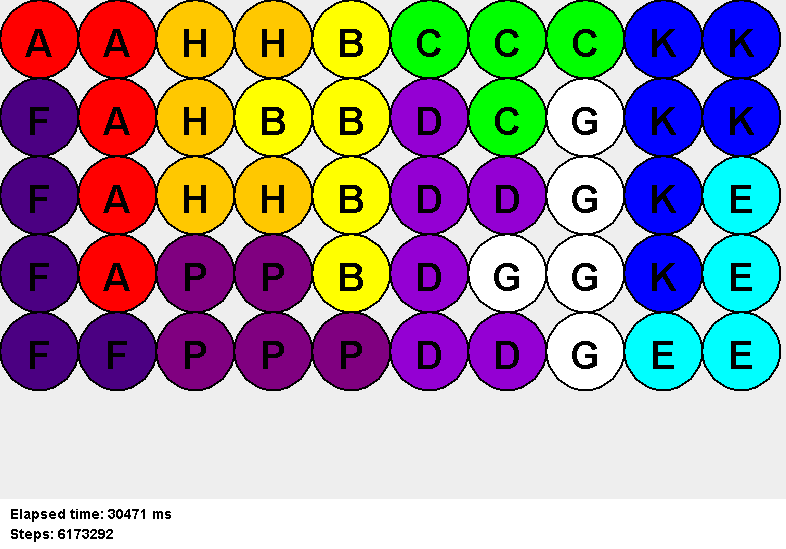 A A H H B C C C K K
F A H B B D C G K K
F A H H B D D G K E
F A P P B D G G K E
F F P P P D D G E E
Elapsed time: 30471 ms
Steps: 6173292